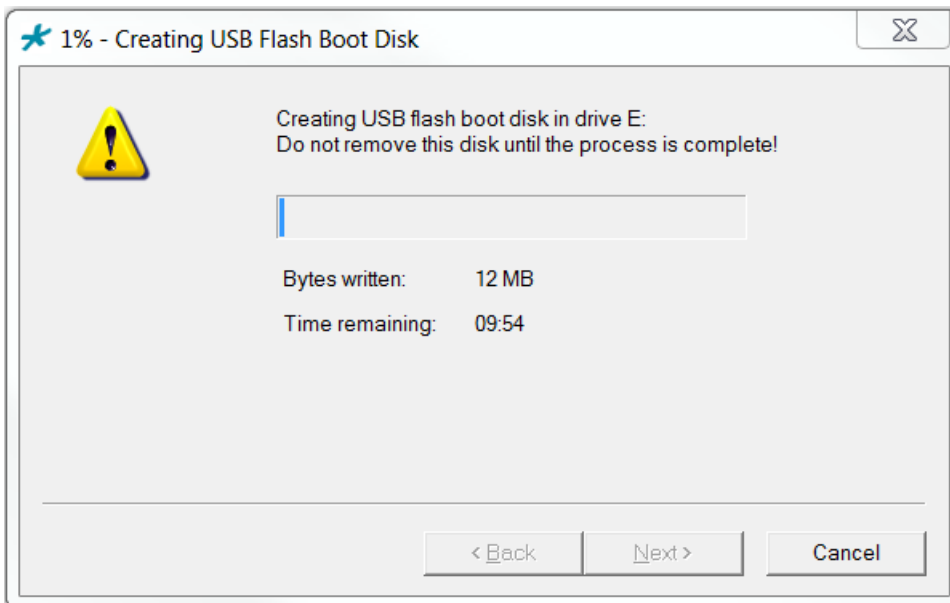 1% - Creating USB Flash Boot Disk
Creating USB flash boot disk in drive E:
Do not remove this disk until the process is complete!
Bytes written: 12 MB
Time remaining: 09:54
< Back Next > Cancel